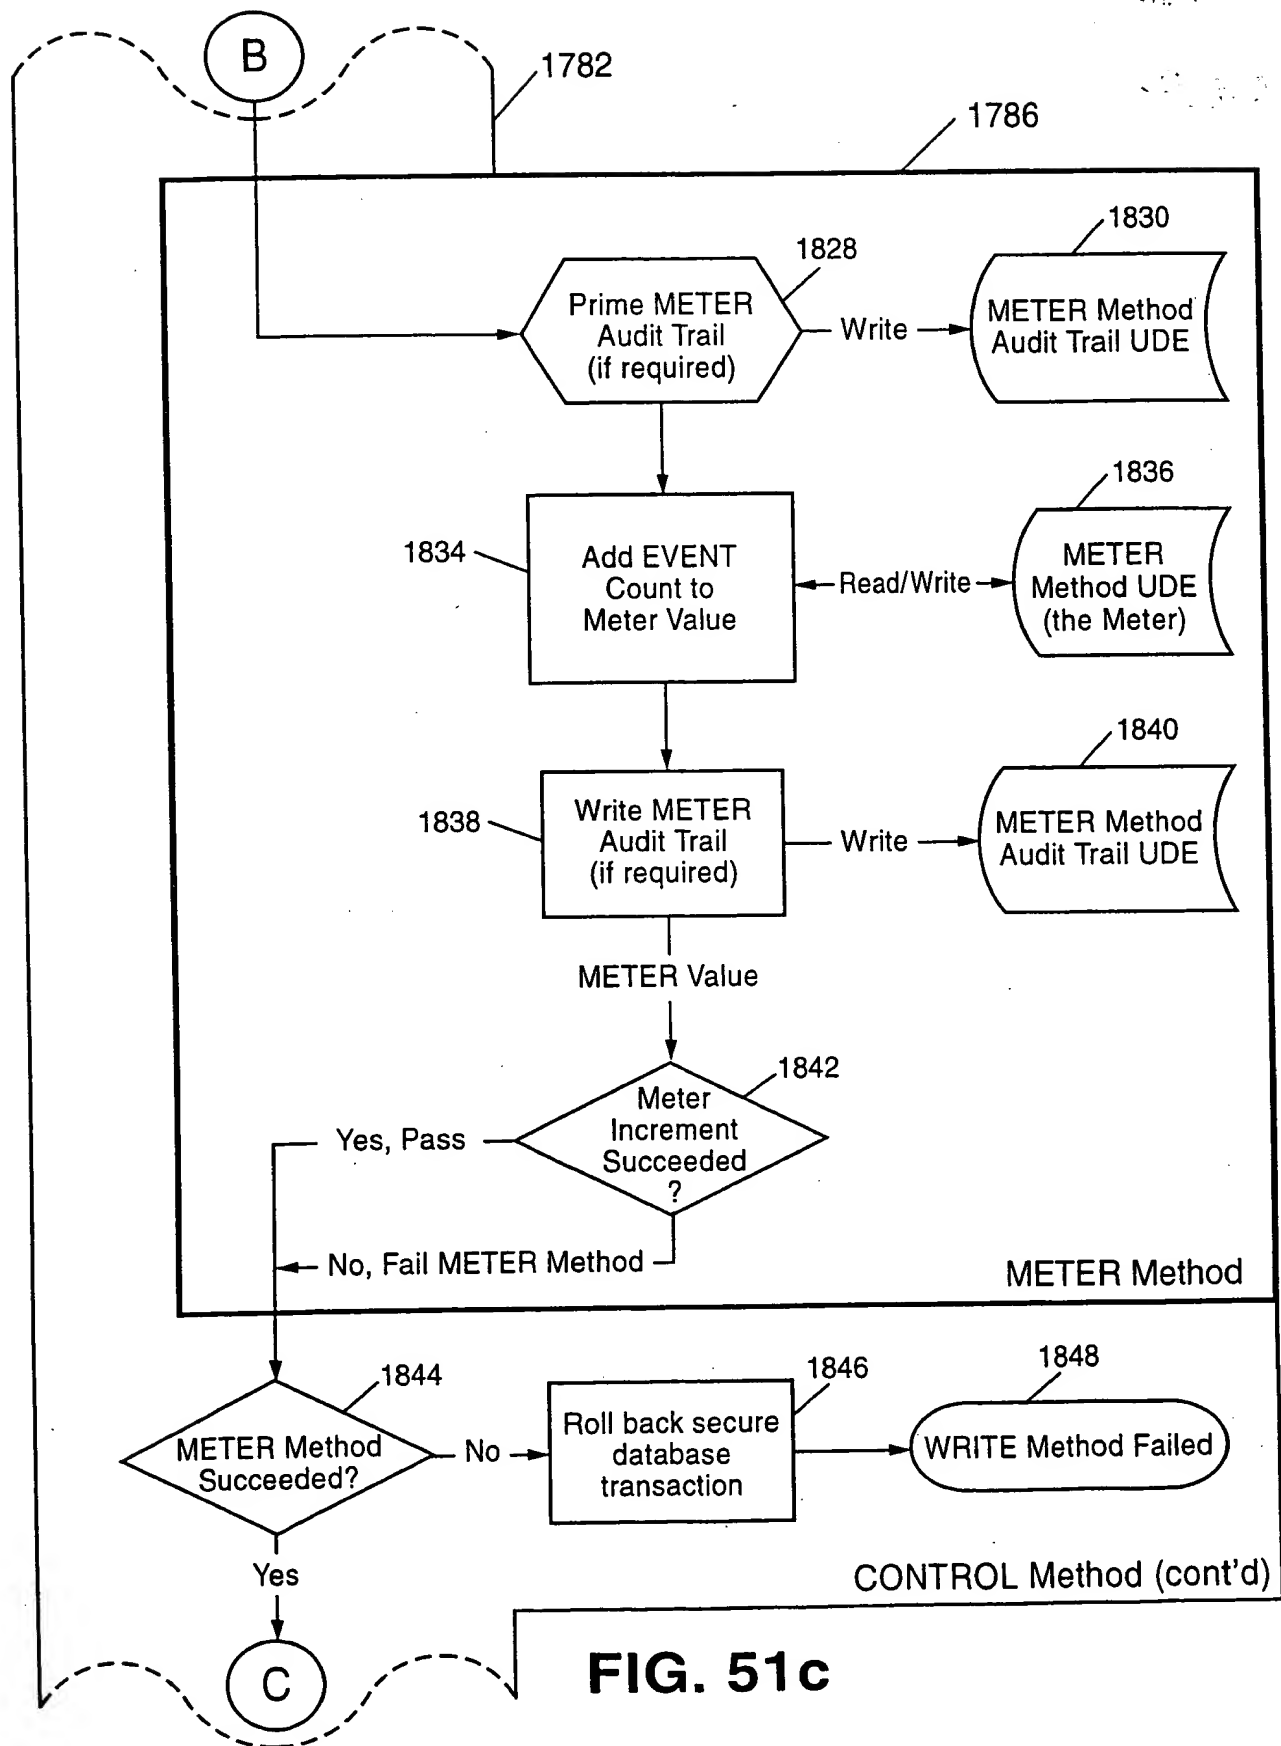 B
1782
1786
1828
1830
Prime METER
Audit Trail
(if required)
Write
METER Method
Audit Trail UDE
1834
1836
Add EVENT
Count to
Meter Value
Read/Write
METER
Method UDE
(the Meter)
1838
1840
Write METER
Audit Trail
(if required)
Write
METER Method
Audit Trail UDE
METER Value
1842
Meter
Increment
Succeeded
?
Yes, Pass
No, Fail METER Method
METER Method
1844
1846
1848
METER Method
Succeeded?
No
Roll back secure
database
transaction
WRITE Method Failed
Yes
CONTROL Method (cont'd)
C
FIG. 51c